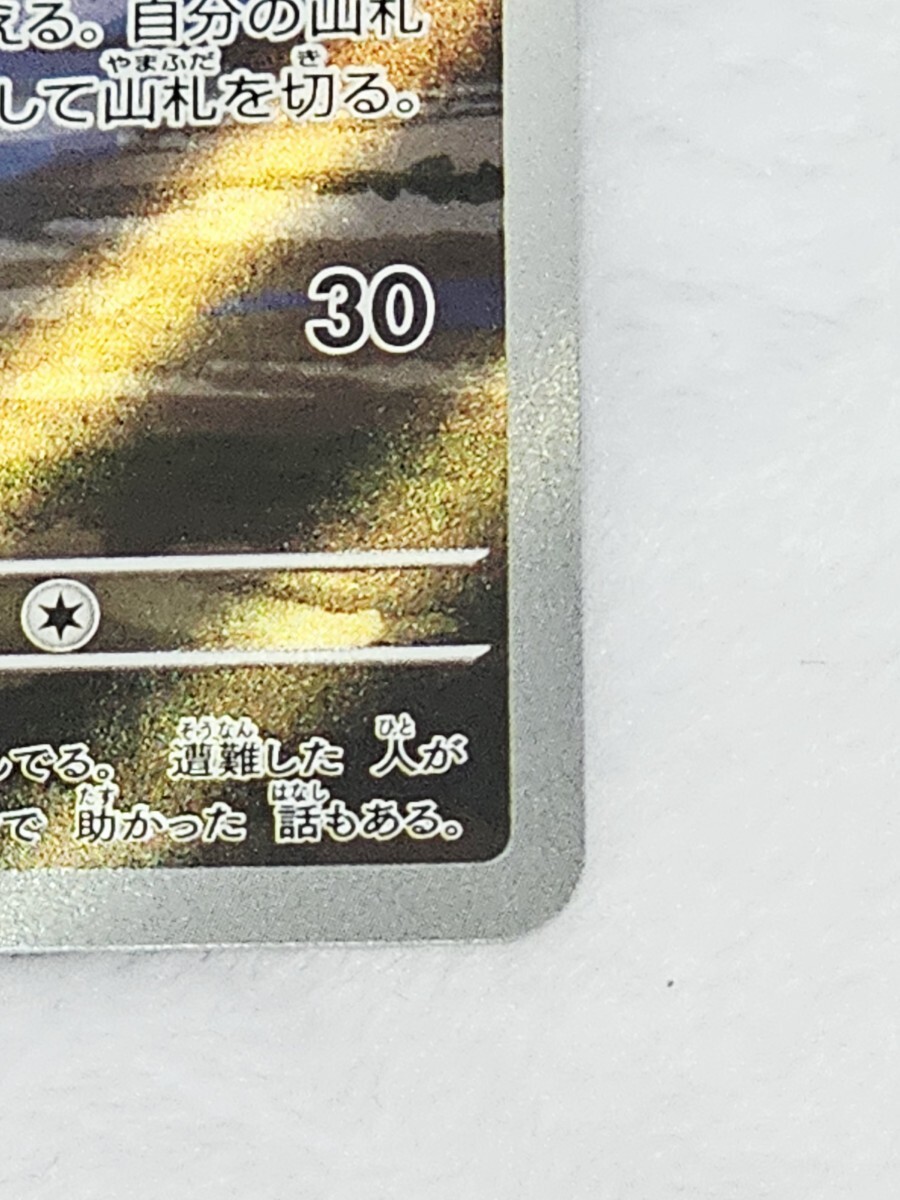 える。自分の山札
して山札を切る。
30
でる。 遭難した 人が
で 助かった 話もある。